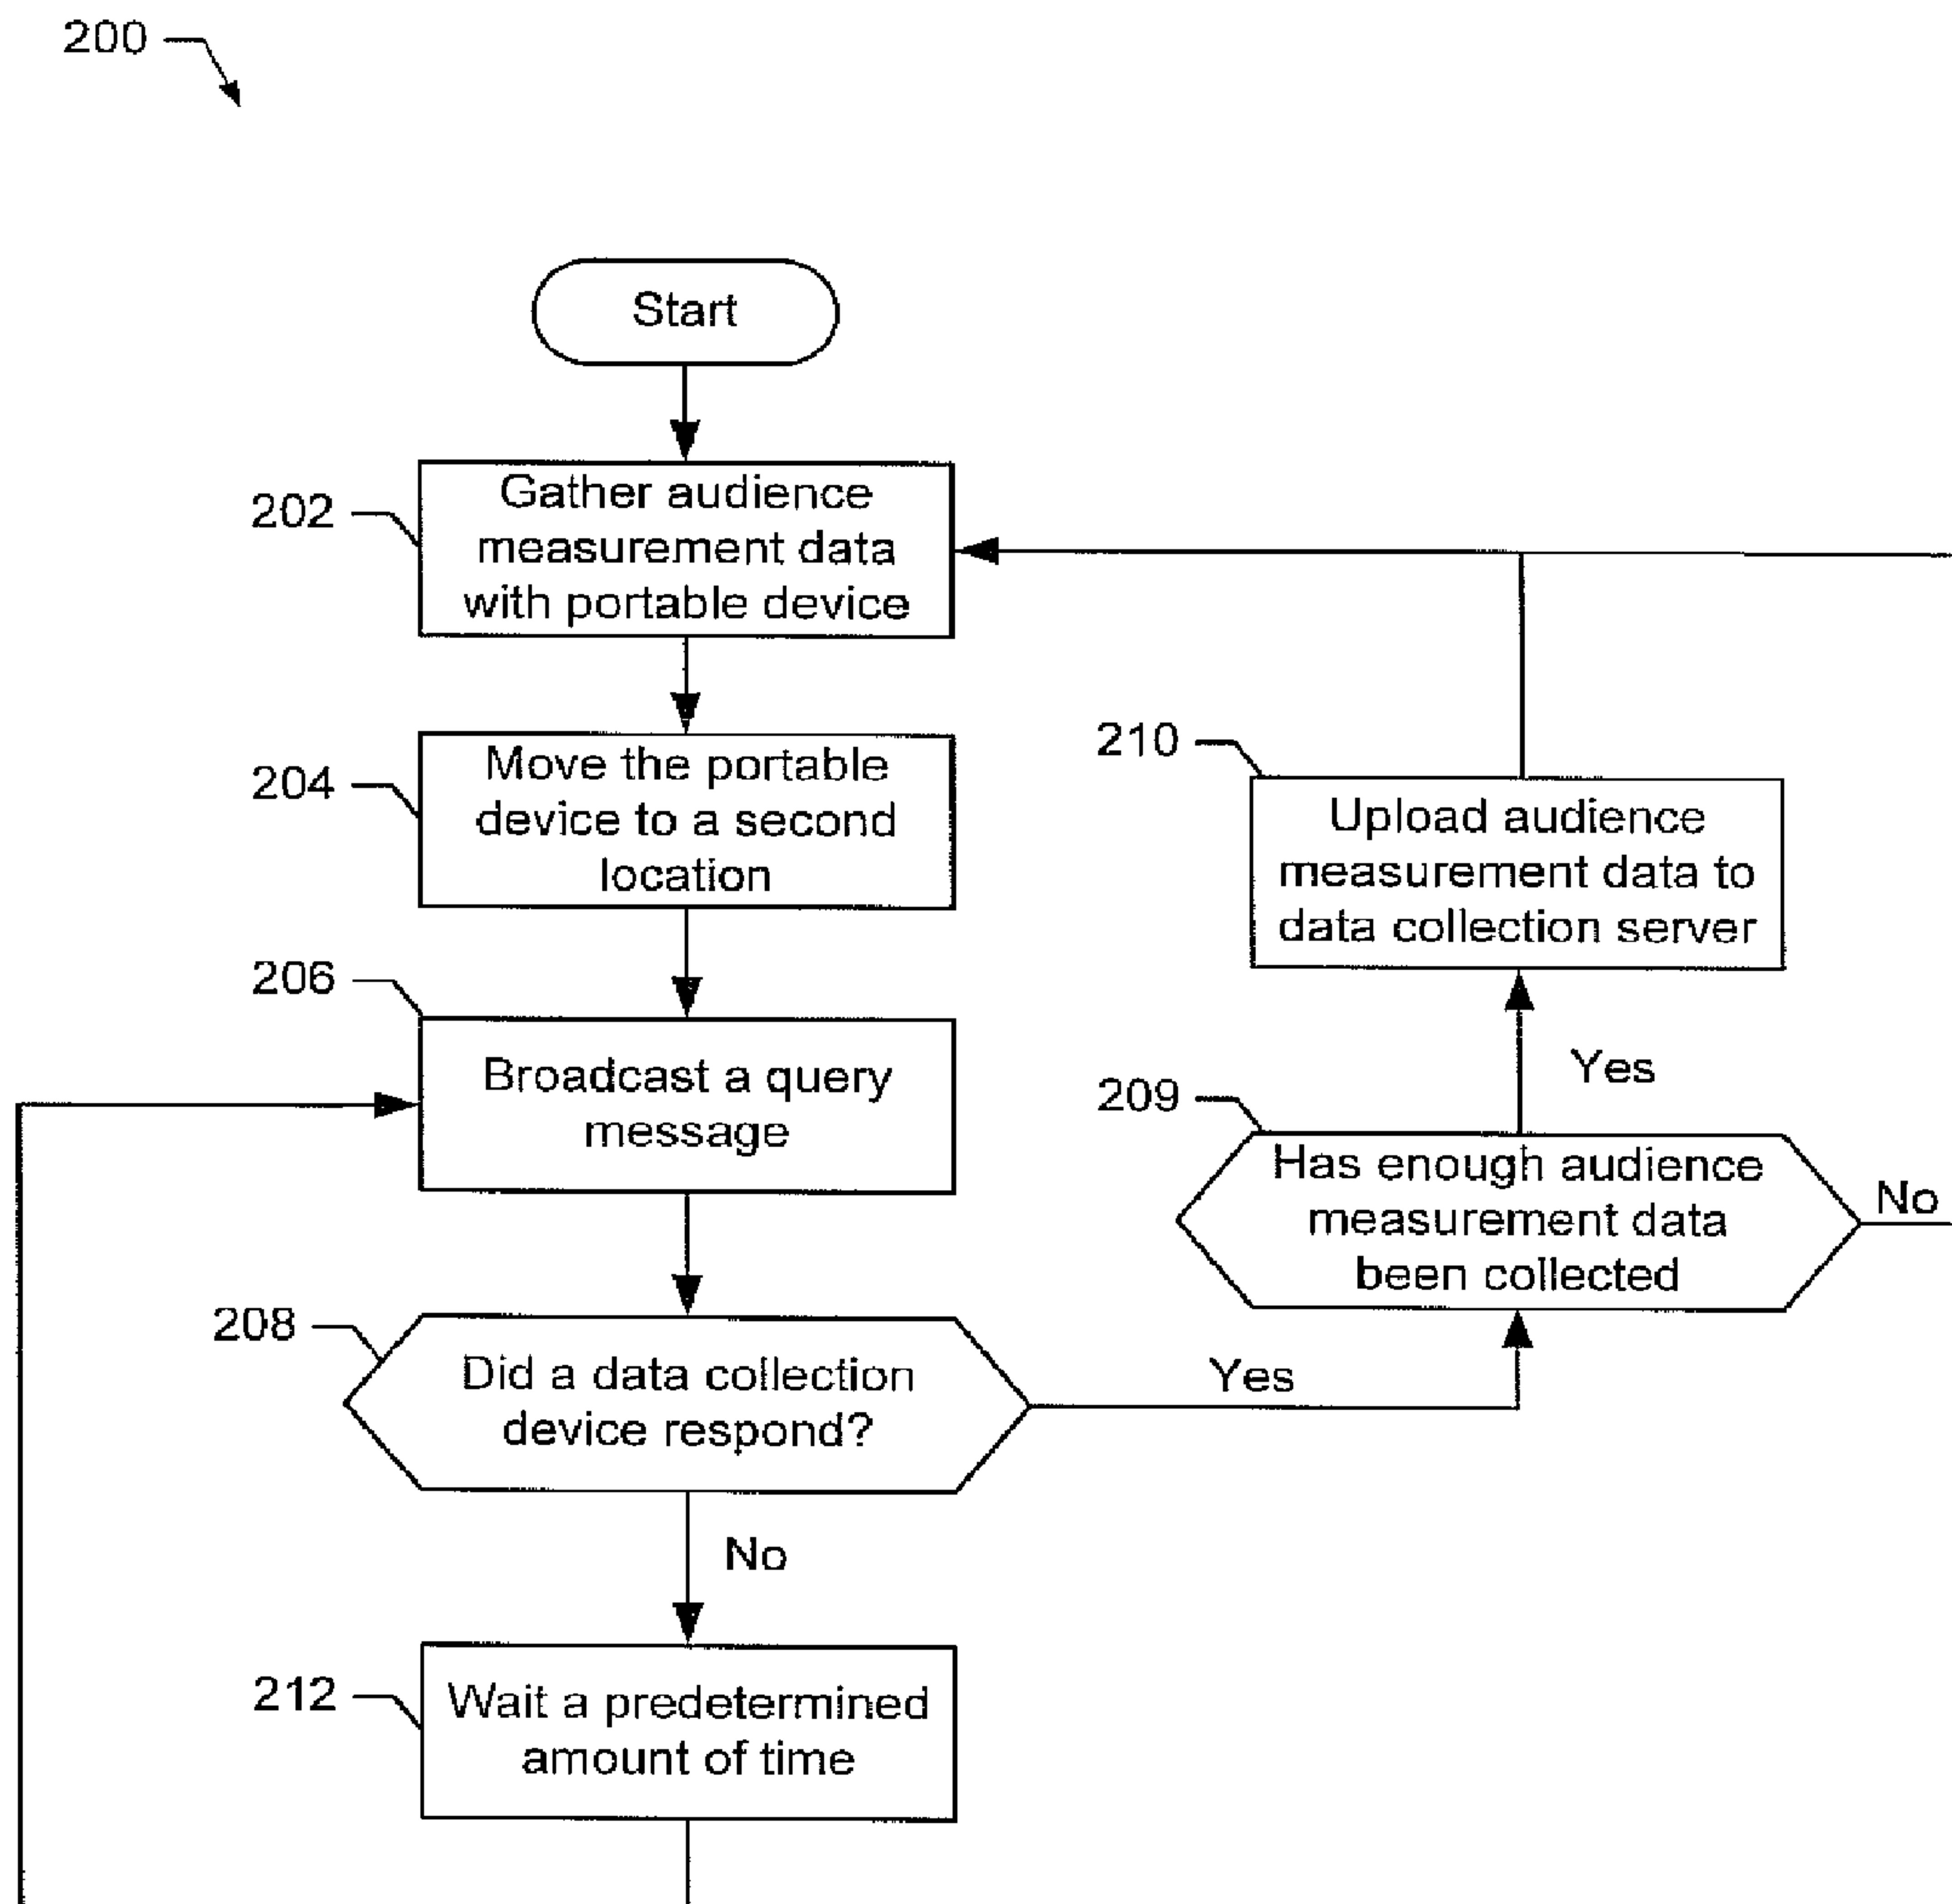 200
Start
202
Gather audience
measurement data
with portable device
204
Move the portable
device to a second
location
206
Broadcast a query
message
208
Did a data collection
device respond?
Yes
No
212
Wait a predetermined
amount of time
210
Upload audience
measurement data to
data collection server
Yes
209
Has enough audience
measurement data
been collected
No